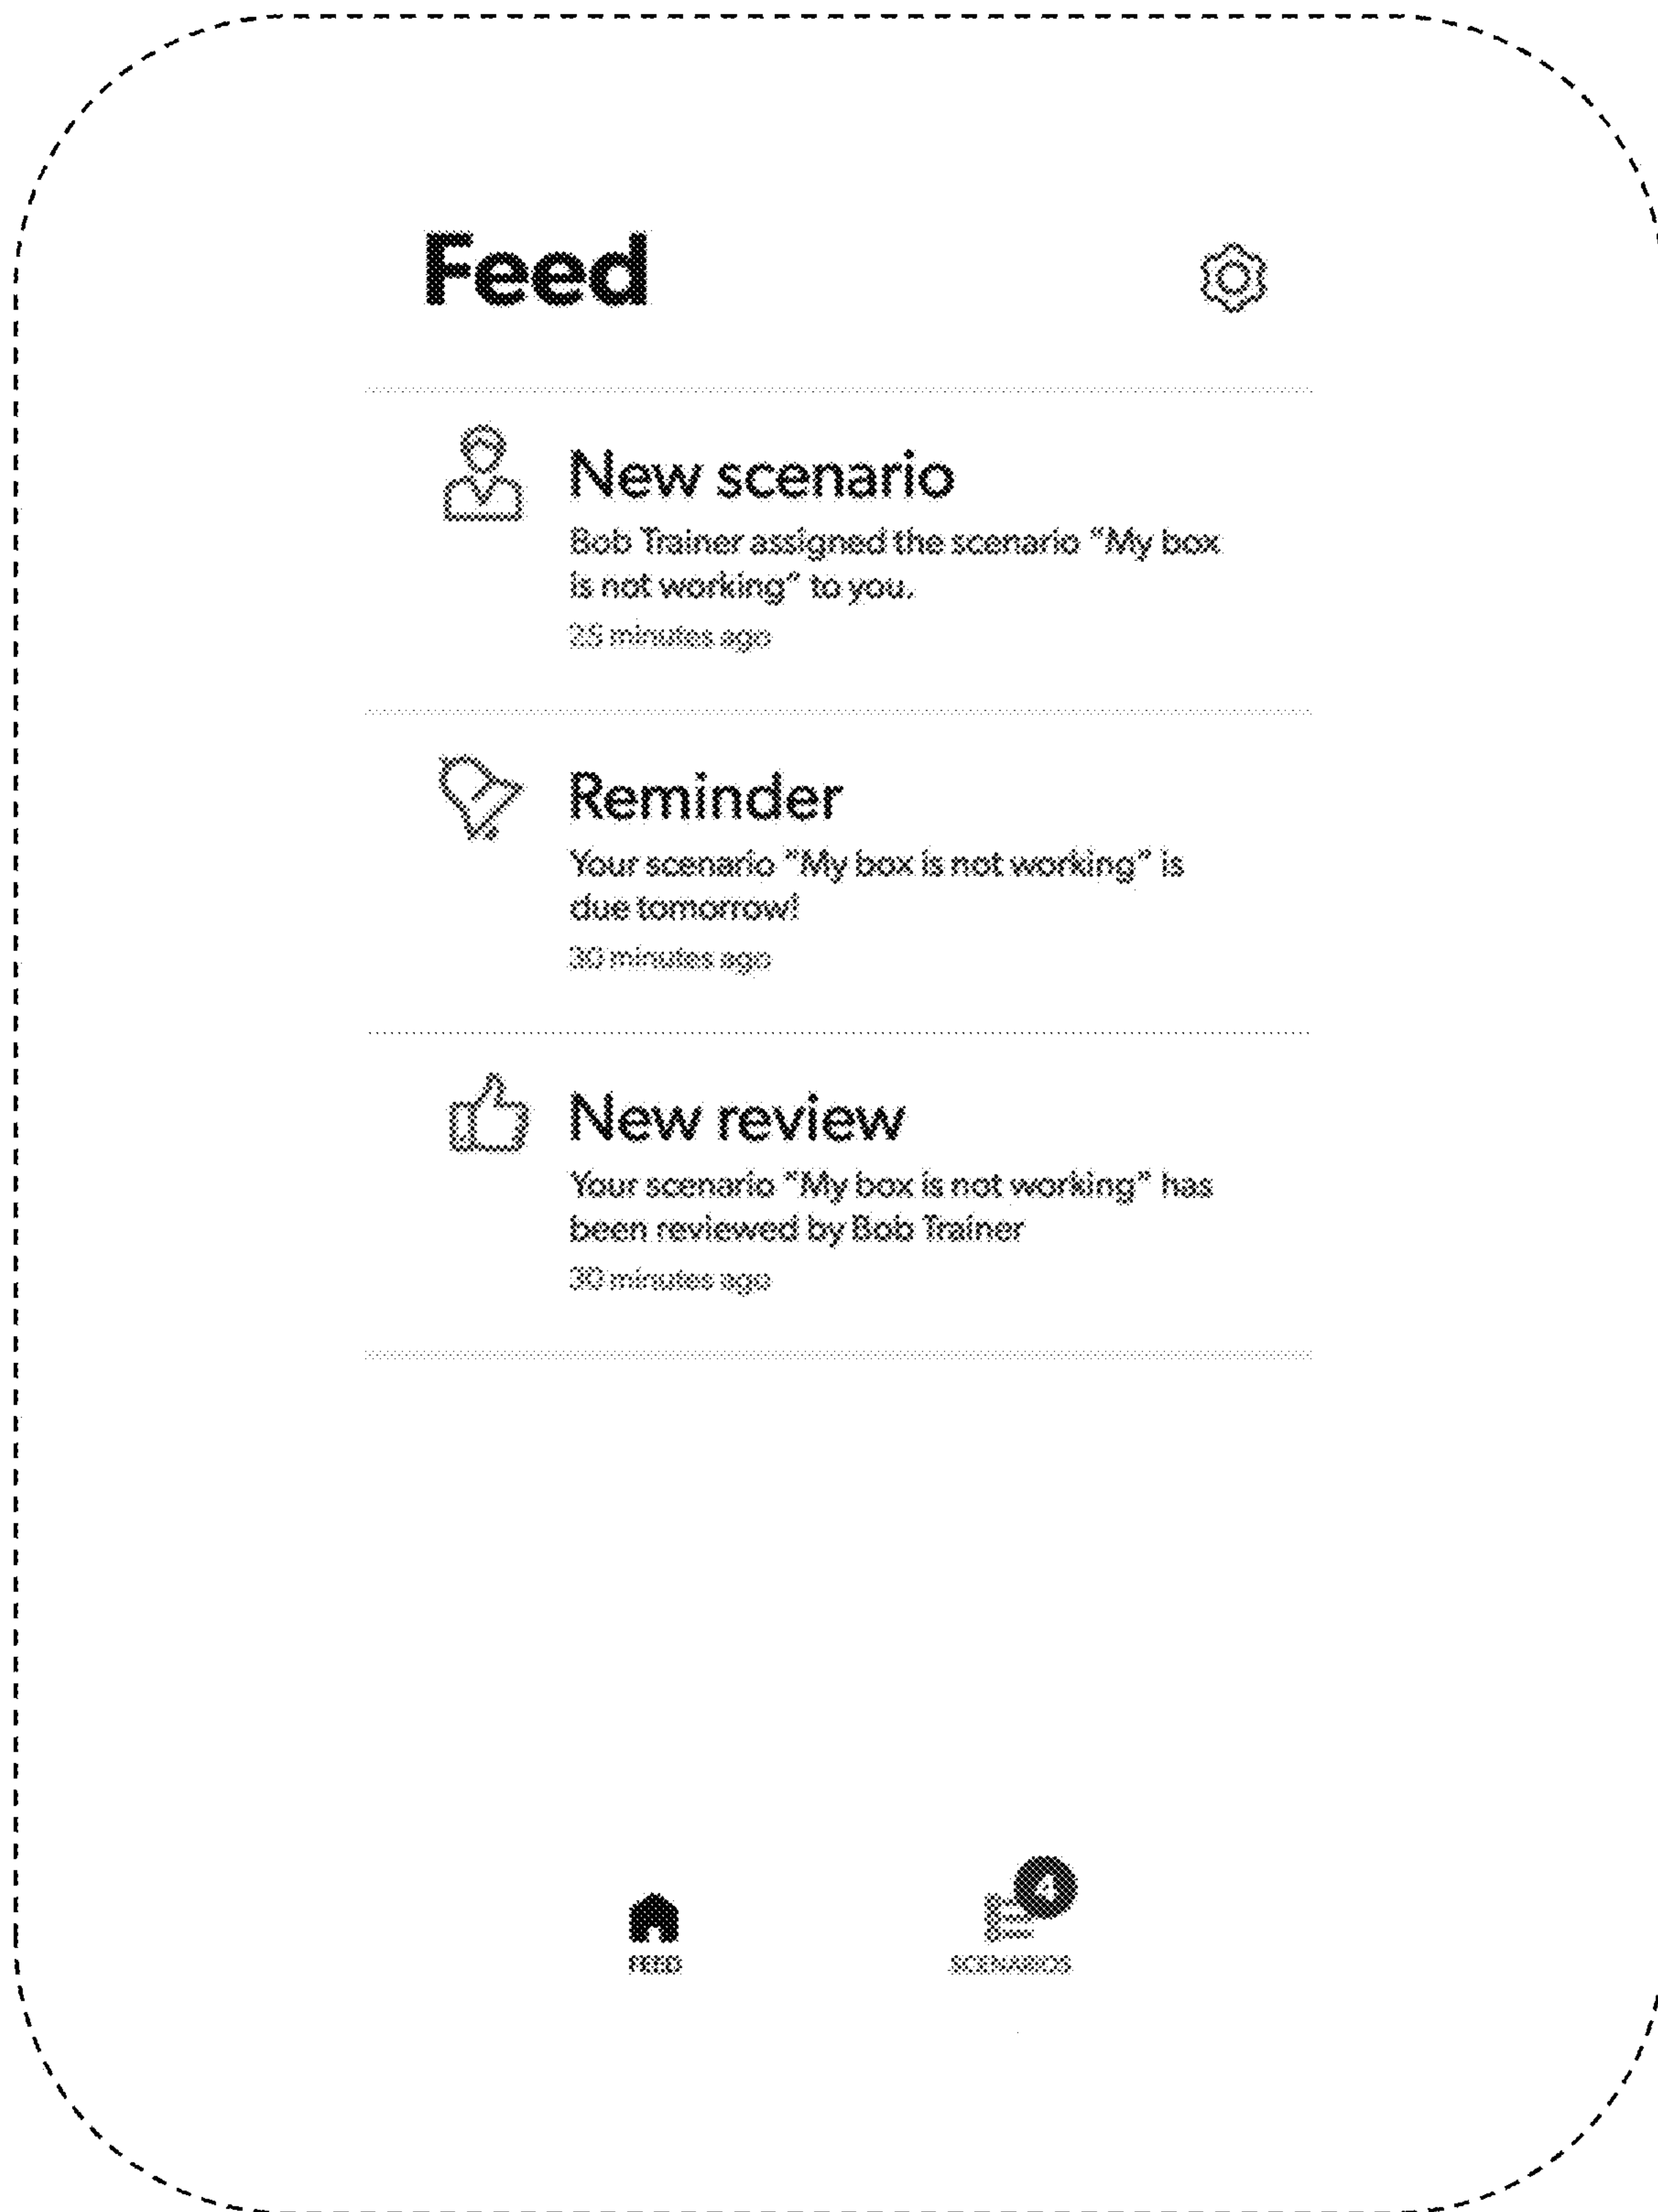 Feed
New scenario
Bob Trainer assigned the scenario “My box
is not working” to you.
25 minutes ago
Reminder
Your scenario “My box is not working” is
due tomorrow!
30 minutes ago
New review
Your scenario “My box is not working” has
been reviewed by Bob Trainer
30 minutes ago
4
FEED
SCENARIOS